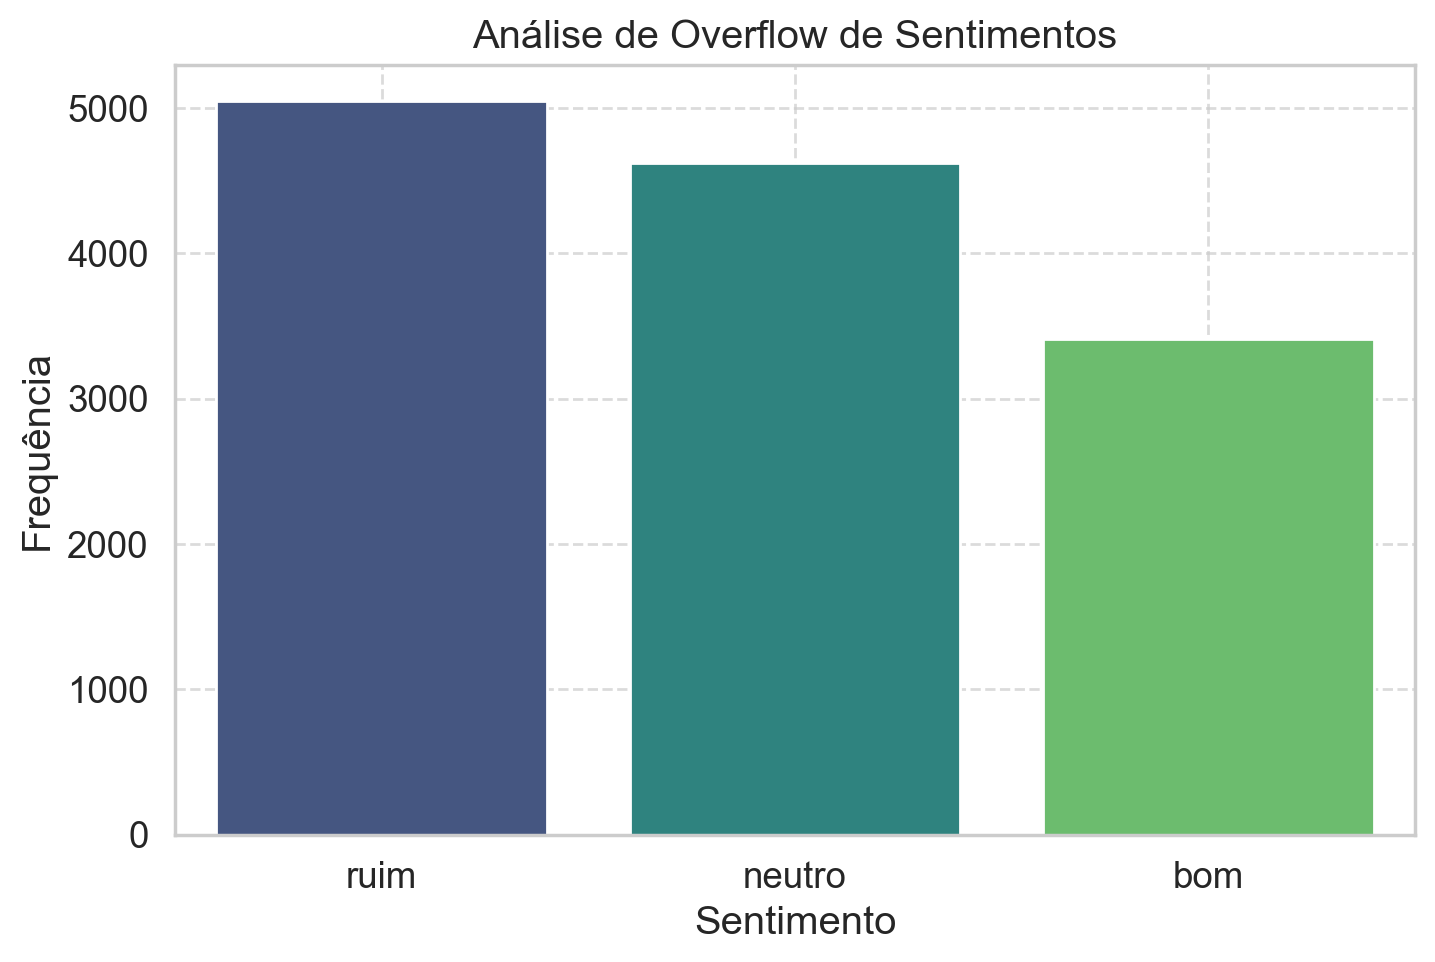 Análise de Overflow de Sentimentos
5000
4000
3000
2000
1000
0
Frequência
ruim
neutro
bom
Sentimento